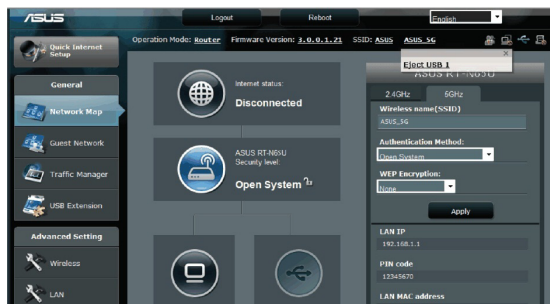 ASUS
Logout
Reboot
English
Quick Internet Setup
Operation Mode: Router Firmware Version: 3.0.0.1.21 SSID: ASUS ASUS_5G
Eject USB 1
General
Network Map
Guest Network
Traffic Manager
USB Extension
Advanced Setting
Wireless
LAN
Internet status:
Disconnected
ASUS RT-N65U
Security level:
Open System
ASUS RT-N65U
2.4GHz
5GHz
Wireless name(SSID)
ASUS_5G
Authentication Method:
Open System
WEP Encryption:
None
Apply
LAN IP
192.168.1.1
PIN code
12345670
LAN MAC address